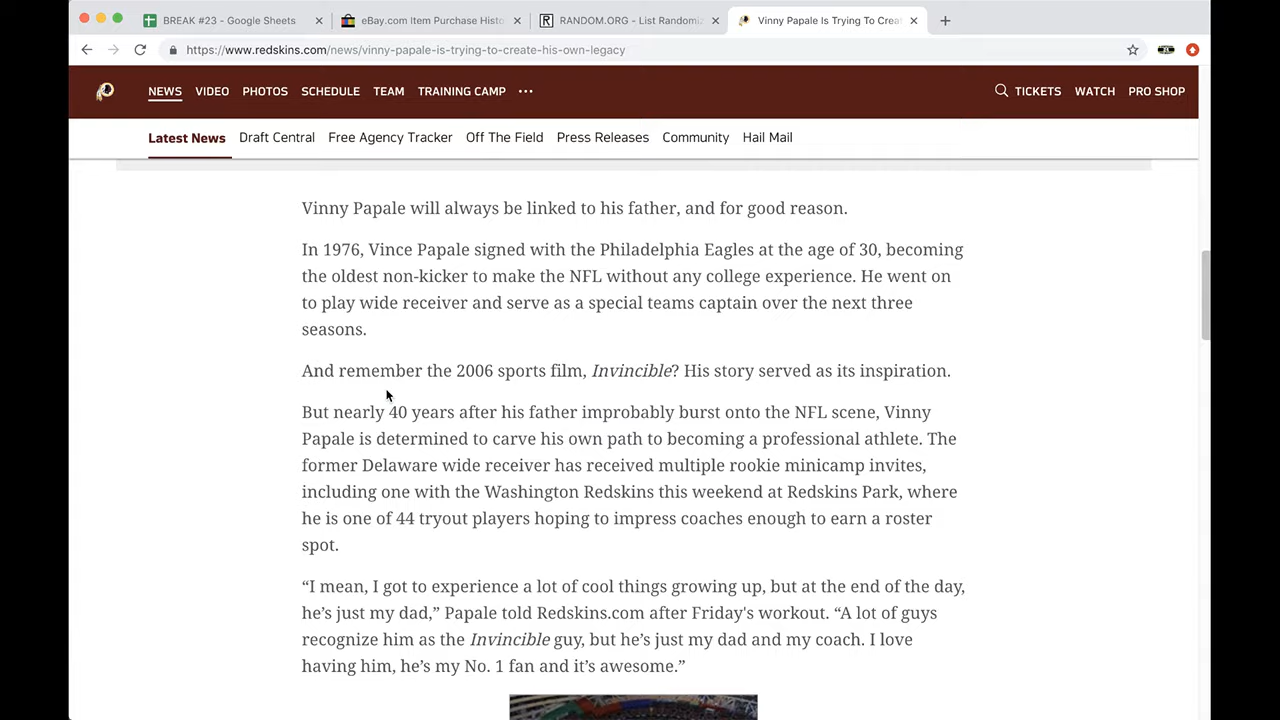 BREAK #23 - Google Sheets
eBay.com Item Purchase Histo
RANDOM.ORG - List Randomiz
Vinny Papale Is Trying To Creat
https://www.redskins.com/news/vinny-papale-is-trying-to-create-his-own-legacy
NEWS VIDEO PHOTOS SCHEDULE TEAM TRAINING CAMP ••• TICKETS WATCH PRO SHOP
Latest News Draft Central Free Agency Tracker Off The Field Press Releases Community Hail Mail
Vinny Papale will always be linked to his father, and for good reason.
In 1976, Vince Papale signed with the Philadelphia Eagles at the age of 30, becoming
the oldest non-kicker to make the NFL without any college experience. He went on
to play wide receiver and serve as a special teams captain over the next three
seasons.
And remember the 2006 sports film, Invincible? His story served as its inspiration.
But nearly 40 years after his father improbably burst onto the NFL scene, Vinny
Papale is determined to carve his own path to becoming a professional athlete. The
former Delaware wide receiver has received multiple rookie minicamp invites,
including one with the Washington Redskins this weekend at Redskins Park, where
he is one of 44 tryout players hoping to impress coaches enough to earn a roster
spot.
“I mean, I got to experience a lot of cool things growing up, but at the end of the day,
he’s just my dad,” Papale told Redskins.com after Friday's workout. “A lot of guys
recognize him as the Invincible guy, but he’s just my dad and my coach. I love
having him, he’s my No. 1 fan and it’s awesome.”